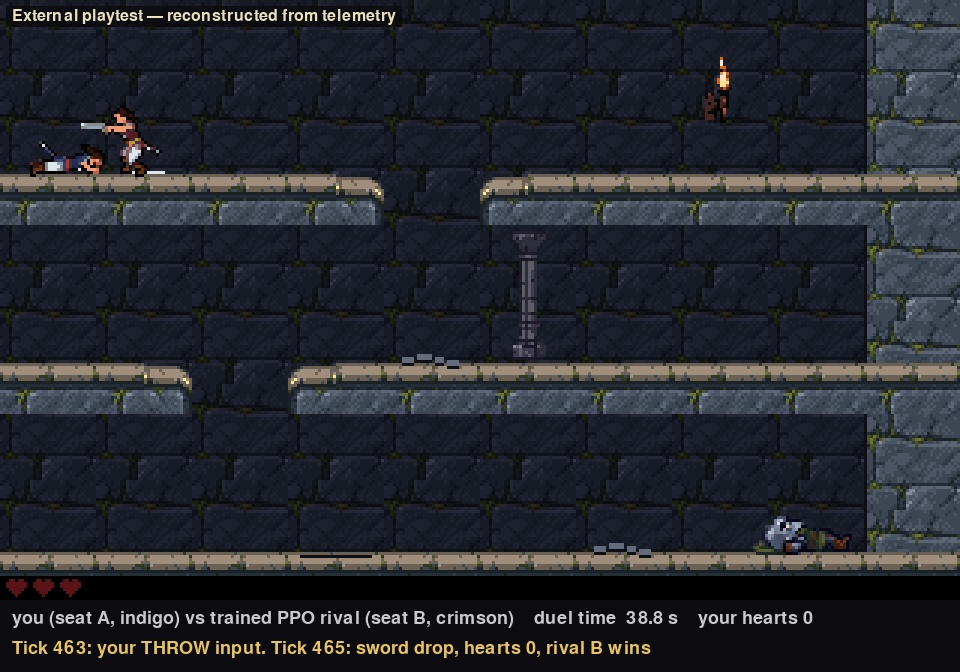 External playtest — reconstructed from telemetry
you (seat A, indigo) vs trained PPO rival (seat B, crimson) duel time 38.8 s your hearts 0
Tick 463: your THROW input. Tick 465: sword drop, hearts 0, rival B wins